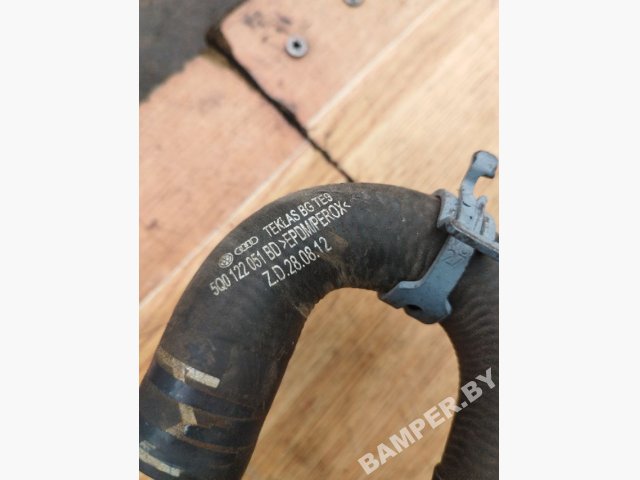 TEKLAS BG TE9
5Q0 122 051 BD >EPDM/PEROX<
Z.D.28.08.12
BAMPER.BY